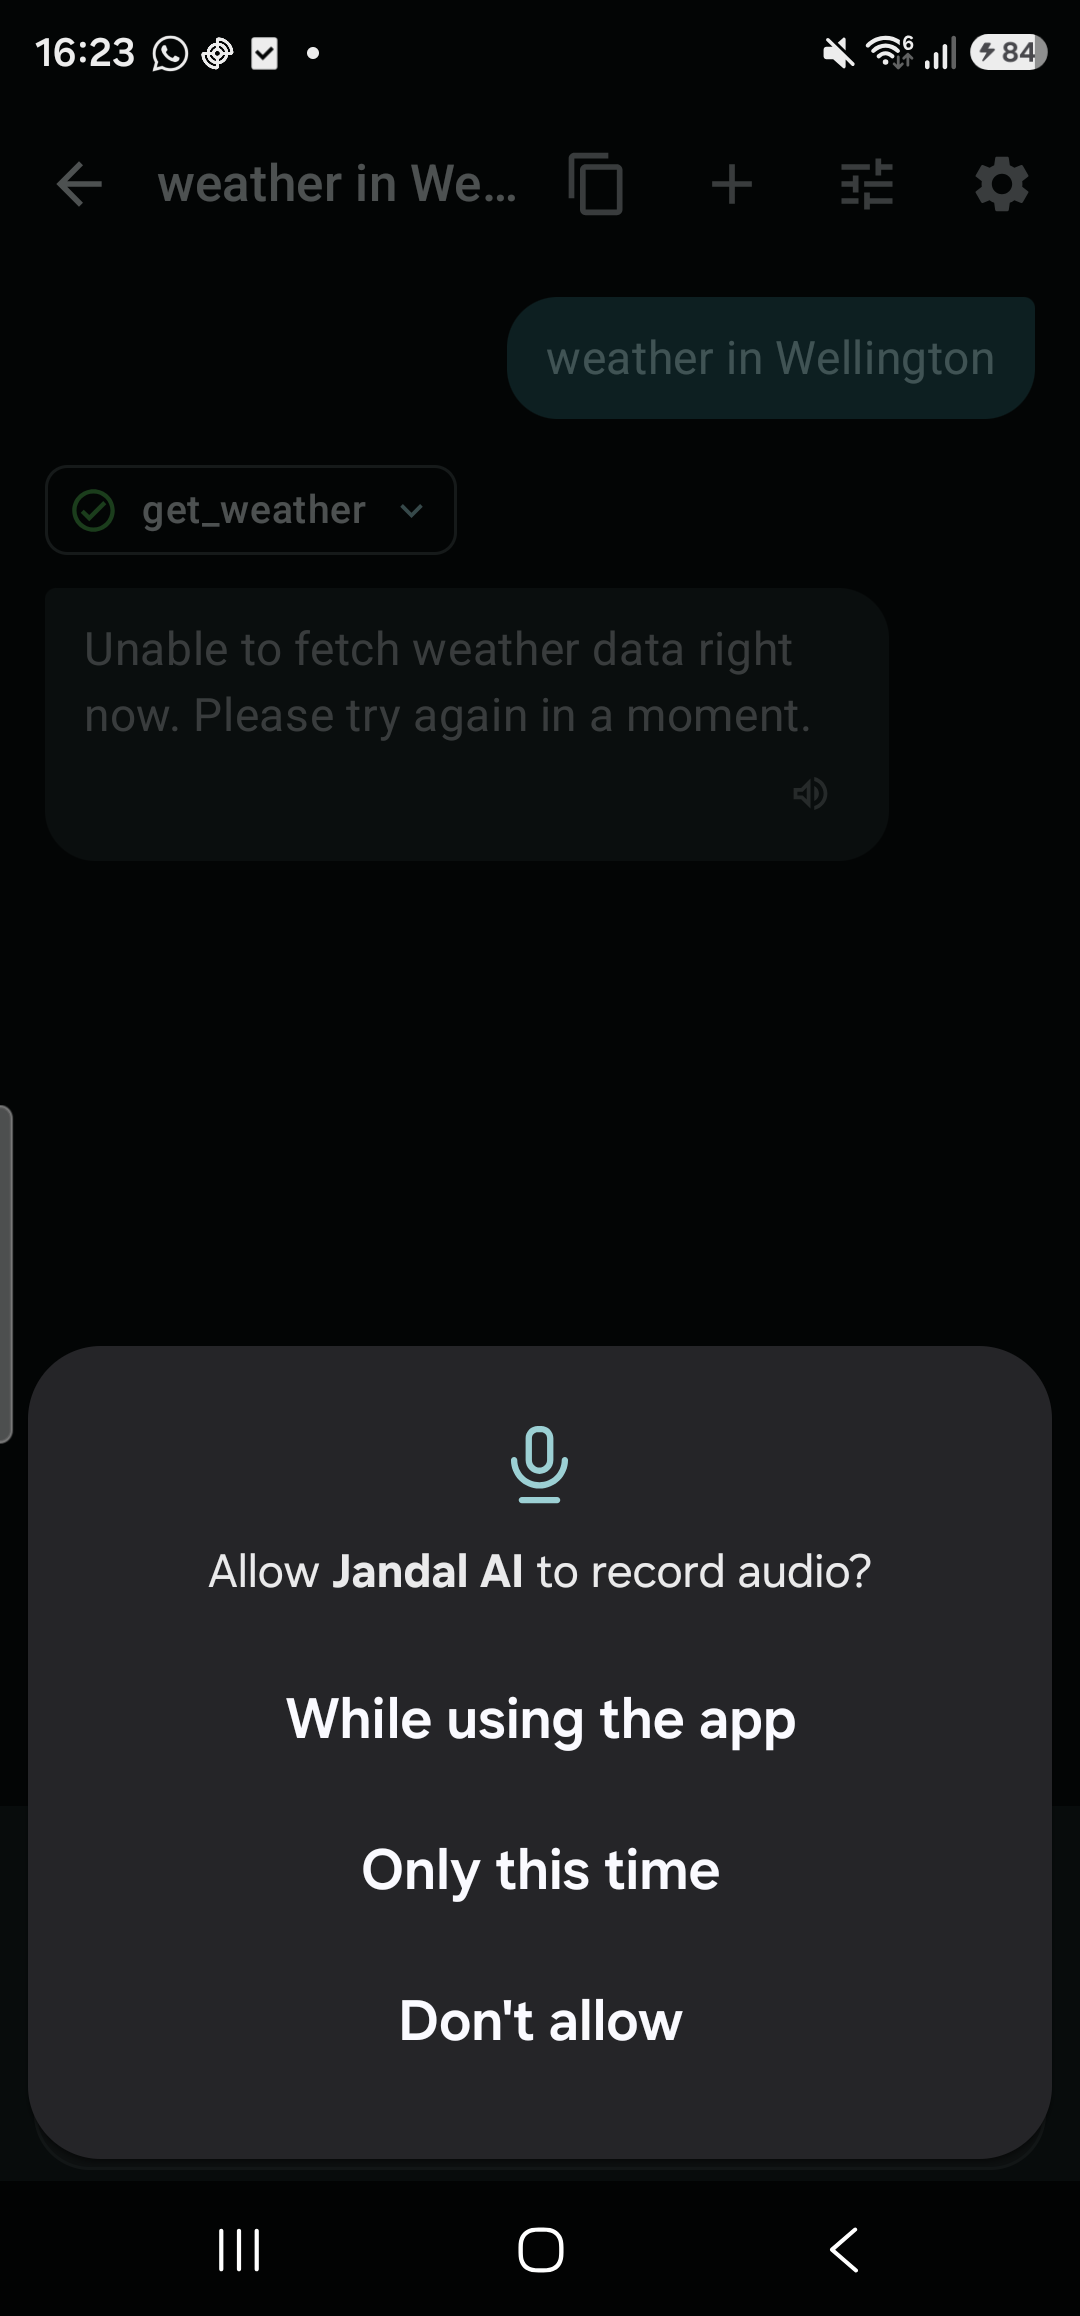 16:23
6
84
weather in We...
weather in Wellington
get_weather
Unable to fetch weather data right
now. Please try again in a moment.
Allow Jandal AI to record audio?
While using the app
Only this time
Don't allow